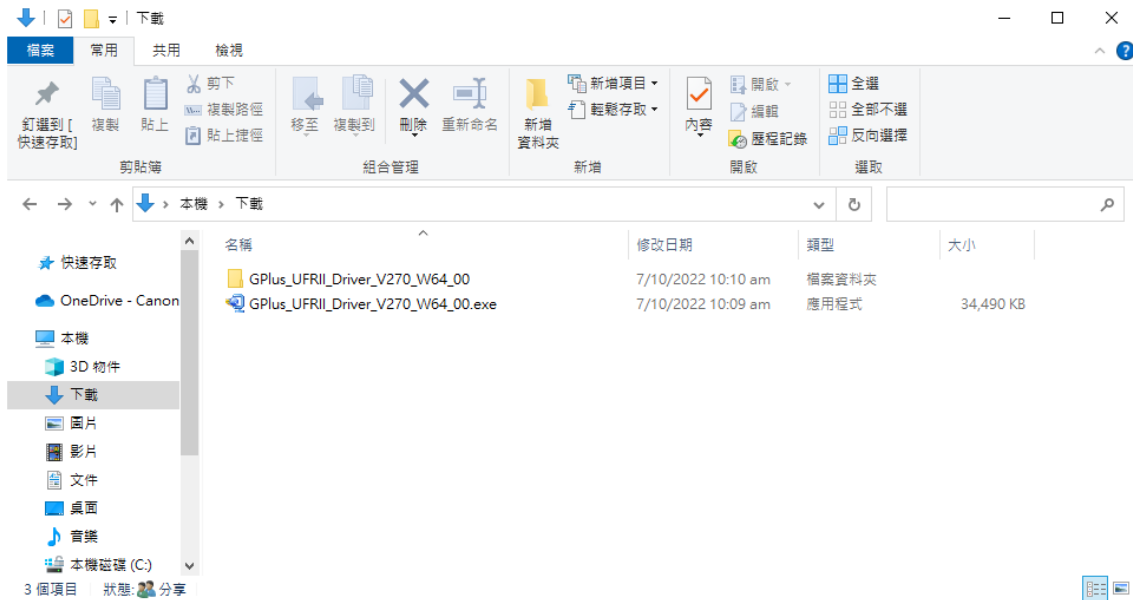 下載
檔案 常用 共用 檢視
釘選到 [快速存取]
複製
貼上
剪下
複製路徑
貼上捷徑
剪貼簿
移至
複製到
刪除
重新命名
組合管理
新增資料夾
新增項目
輕鬆存取
新增
內容
開啟
編輯
歷程記錄
開啟
全選
全部不選
反向選擇
選取
本機 › 下載
名稱 修改日期 類型 大小
GPlus_UFRII_Driver_V270_W64_00 7/10/2022 10:10 am 檔案資料夾
GPlus_UFRII_Driver_V270_W64_00.exe 7/10/2022 10:09 am 應用程式 34,490 KB
快速存取
OneDrive - Canon
本機
3D 物件
下載
圖片
影片
文件
桌面
音樂
本機磁碟 (C:)
3 個項目 狀態: 分享